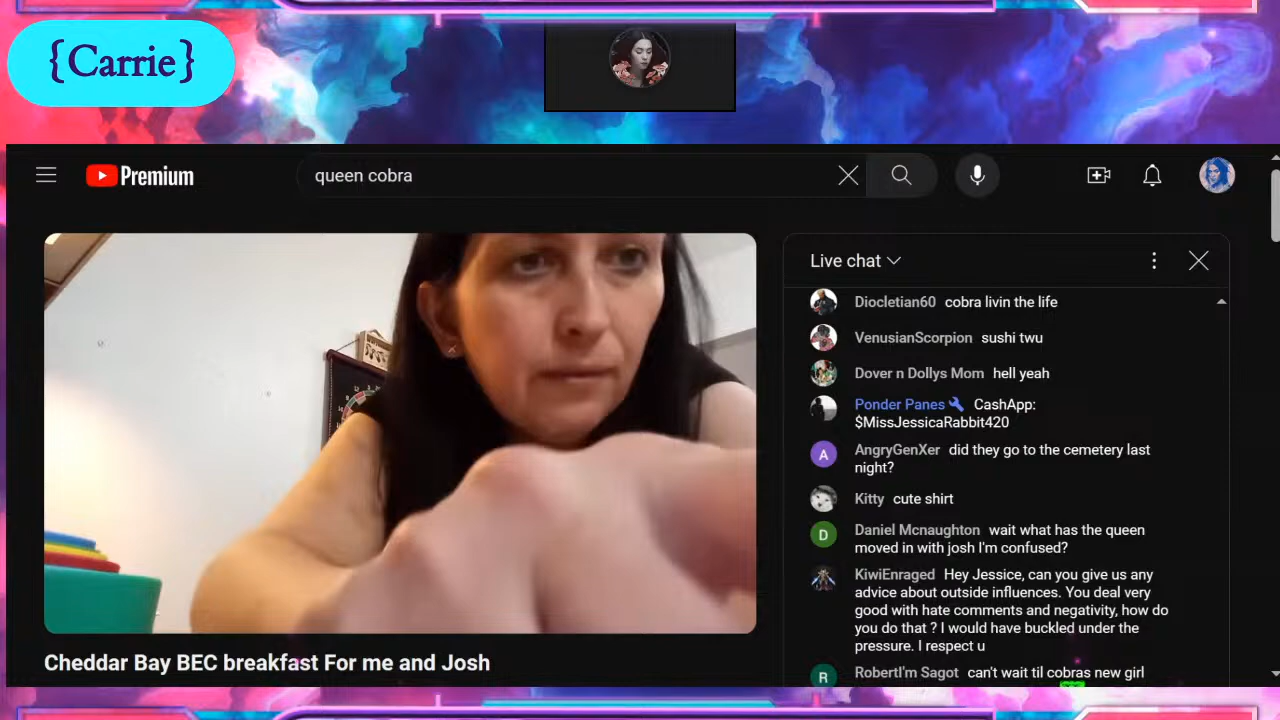 {Carrie}
Premium
queen cobra
Live chat
Diocletian60 cobra livin the life
VenusianScorpion sushi twu
Dover n Dollys Mom hell yeah
Ponder Panes CashApp:
$MissJessicaRabbit420
A
AngryGenXer did they go to the cemetery last
night?
Kitty cute shirt
D
Daniel Mcnaughton wait what has the queen
moved in with josh I'm confused?
KiwiEnraged Hey Jessice, can you give us any
advice about outside influences. You deal very
good with hate comments and negativity, how do
you do that ? I would have buckled under the
pressure. I respect u
R
RobertI'm Sagot can't wait til cobras new girl
Cheddar Bay BEC breakfast For me and Josh